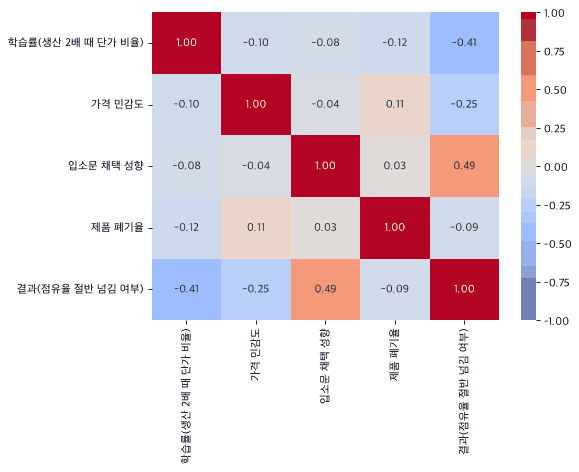 학습률(생산 2배 때 단가 비율)
1.00 -0.10 -0.08 -0.12 -0.41
가격 민감도
-0.10 1.00 -0.04 0.11 -0.25
입소문 채택 성향
-0.08 -0.04 1.00 0.03 0.49
제품 폐기율
-0.12 0.11 0.03 1.00 -0.09
결과(점유율 절반 넘김 여부)
-0.41 -0.25 0.49 -0.09 1.00
학습률(생산 2배 때 단가 비율)
가격 민감도
입소문 채택 성향
제품 폐기율
결과(점유율 절반 넘김 여부)
1.00
0.75
0.50
0.25
0.00
-0.25
-0.50
-0.75
-1.00